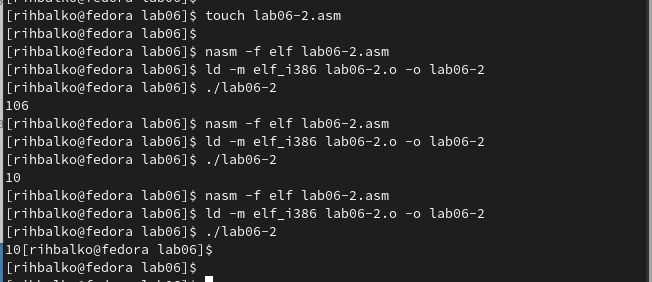 [rihbalko@fedora lab06]$ touch lab06-2.asm
[rihbalko@fedora lab06]$
[rihbalko@fedora lab06]$ nasm -f elf lab06-2.asm
[rihbalko@fedora lab06]$ ld -m elf_i386 lab06-2.o -o lab06-2
[rihbalko@fedora lab06]$ ./lab06-2
106
[rihbalko@fedora lab06]$ nasm -f elf lab06-2.asm
[rihbalko@fedora lab06]$ ld -m elf_i386 lab06-2.o -o lab06-2
[rihbalko@fedora lab06]$ ./lab06-2
10
[rihbalko@fedora lab06]$ nasm -f elf lab06-2.asm
[rihbalko@fedora lab06]$ ld -m elf_i386 lab06-2.o -o lab06-2
[rihbalko@fedora lab06]$ ./lab06-2
10[rihbalko@fedora lab06]$
[rihbalko@fedora lab06]$